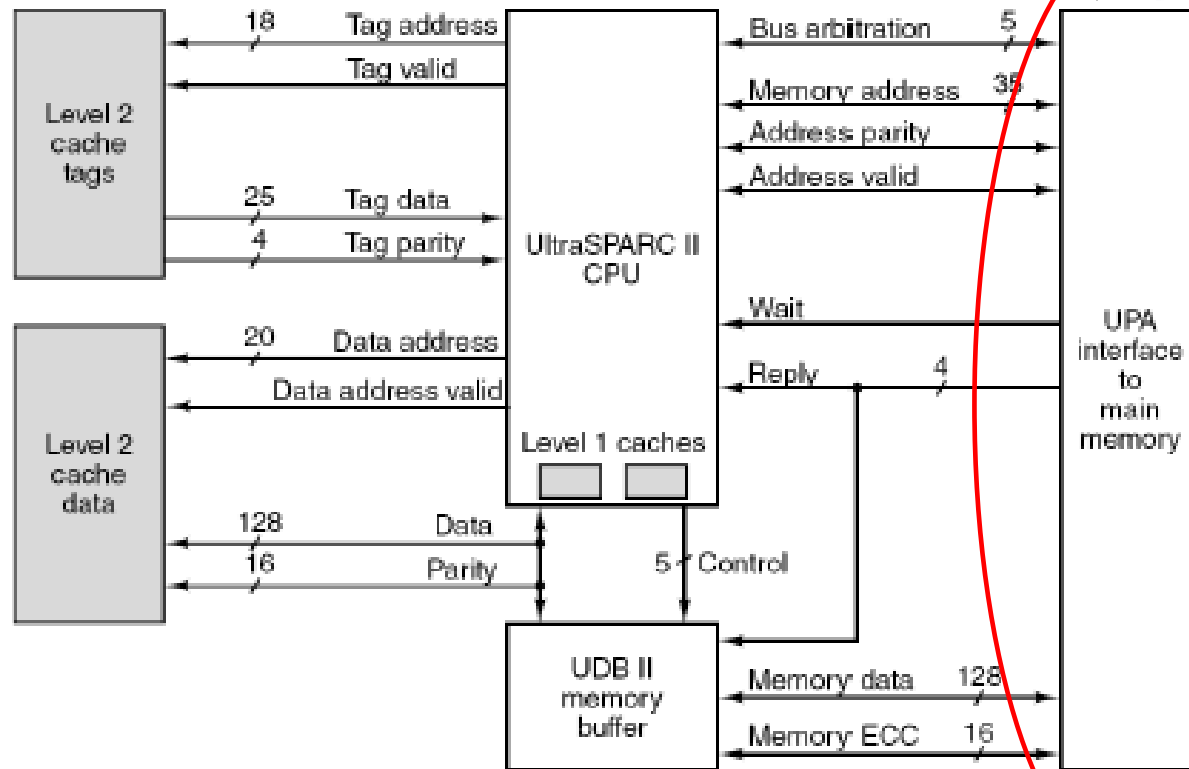 18
Tag address
Tag valid
Level 2
cache
tags
25
Tag data
4
Tag parity
20
Data address
Data address valid
Level 2
cache
data
128
Data
16
Parity
UltraSPARC II
CPU
Level 1 caches
5
Control
UDB II
memory
buffer
Bus arbitration
5
Memory address
35
Address parity
Address valid
Wait
Reply
4
Memory data
128
Memory ECC
16
UPA
interface
to
main
memory